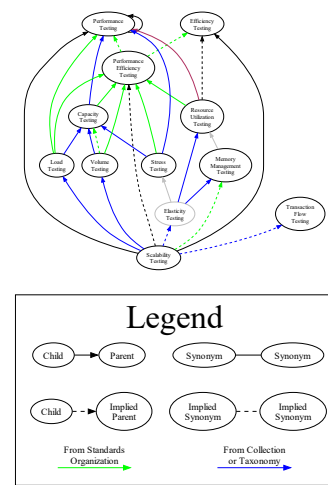 Performance
Testing
Efficiency
Testing
Performance
Efficiency
Testing
Capacity
Testing
Resource
Utilization
Testing
Load
Testing
Volume
Testing
Stress
Testing
Memory
Management
Testing
Elasticity
Testing
Transaction
Flow
Testing
Scalability
Testing
Legend
Child
Parent
Synonym
Synonym
Child
Implied
Parent
Implied
Synonym
Implied
Synonym
From Standards
Organization
From Collection
or Taxonomy